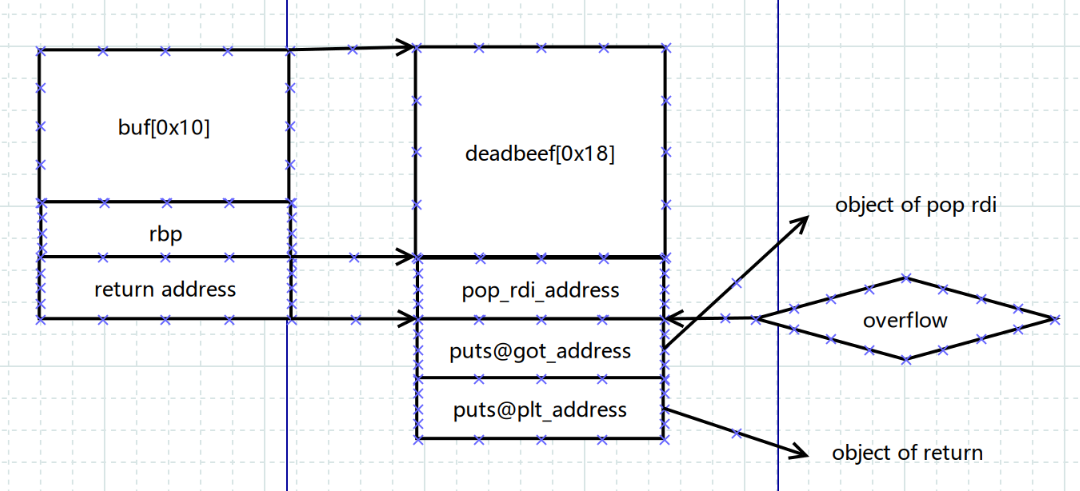 buf[0x10]
rbp
return address
deadbeef[0x18]
pop_rdi_address
puts@got_address
puts@plt_address
object of pop rdi
overflow
object of return